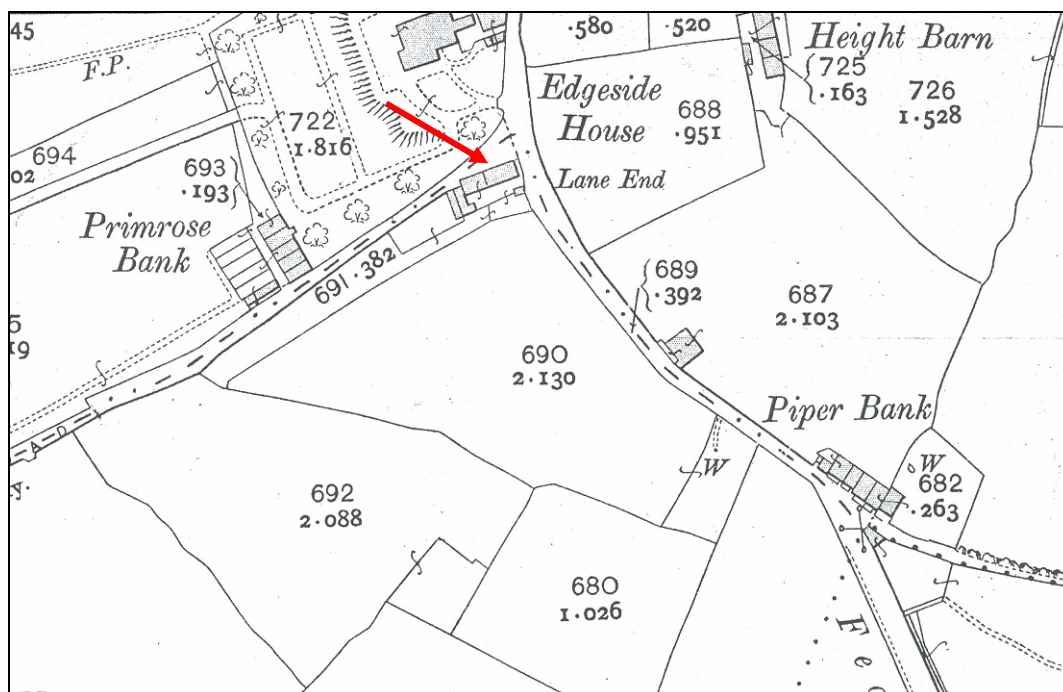 45
.580
.520
Height Barn
725
.163
726
1.528
F.P.
Edgeside
House
688
.951
722
1.816
694
02
693
.193
Lane End
Primrose
Bank
691 .382
689
.392
687
2.103
19
690
2.130
Piper Bank
W
W
682
.263
692
2.088
680
1.026